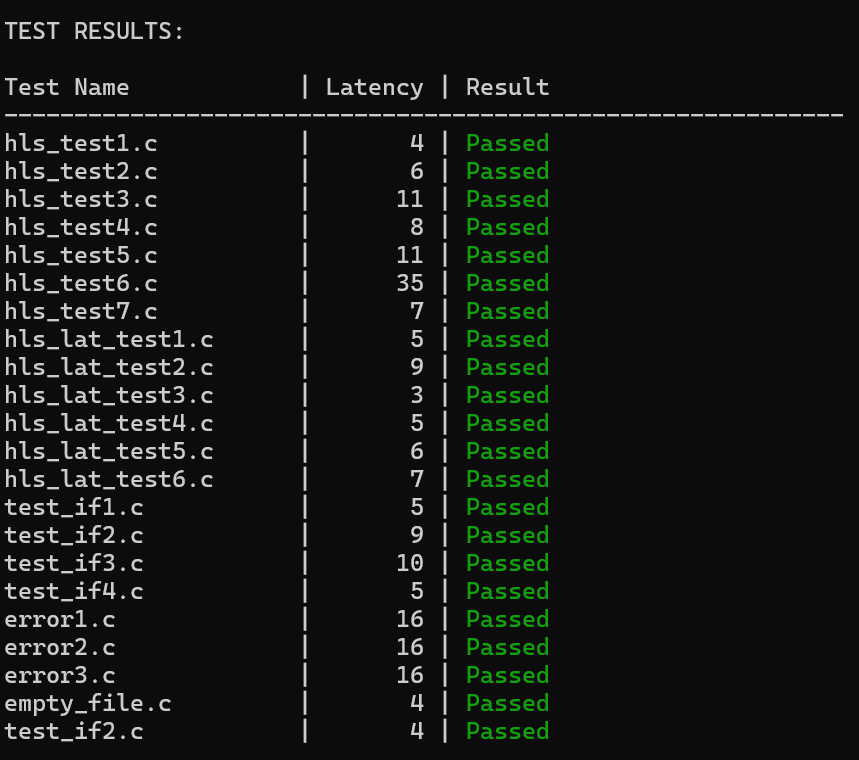 TEST RESULTS:
Test Name | Latency | Result
------------------------------------------------------------
hls_test1.c | 4 | Passed
hls_test2.c | 6 | Passed
hls_test3.c | 11 | Passed
hls_test4.c | 8 | Passed
hls_test5.c | 11 | Passed
hls_test6.c | 35 | Passed
hls_test7.c | 7 | Passed
hls_lat_test1.c | 5 | Passed
hls_lat_test2.c | 9 | Passed
hls_lat_test3.c | 3 | Passed
hls_lat_test4.c | 5 | Passed
hls_lat_test5.c | 6 | Passed
hls_lat_test6.c | 7 | Passed
test_if1.c | 5 | Passed
test_if2.c | 9 | Passed
test_if3.c | 10 | Passed
test_if4.c | 5 | Passed
error1.c | 16 | Passed
error2.c | 16 | Passed
error3.c | 16 | Passed
empty_file.c | 4 | Passed
test_if2.c | 4 | Passed